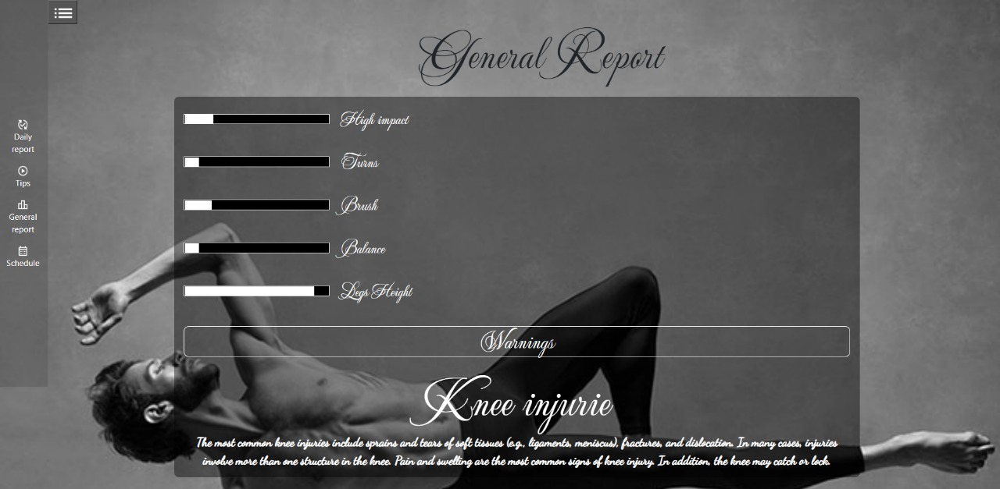 General Report
Daily
report
Tips
General
report
Schedule
High impact
Turns
Brush
Balance
Legs Height
Warnings
Knee injurie
The most common knee injuries include sprains and tears of soft tissues (e.g., ligaments, meniscus), fractures, and dislocation. In many cases, injuries
involve more than one structure in the knee. Pain and swelling are the most common signs of knee injury. In addition, the knee may catch or lock.